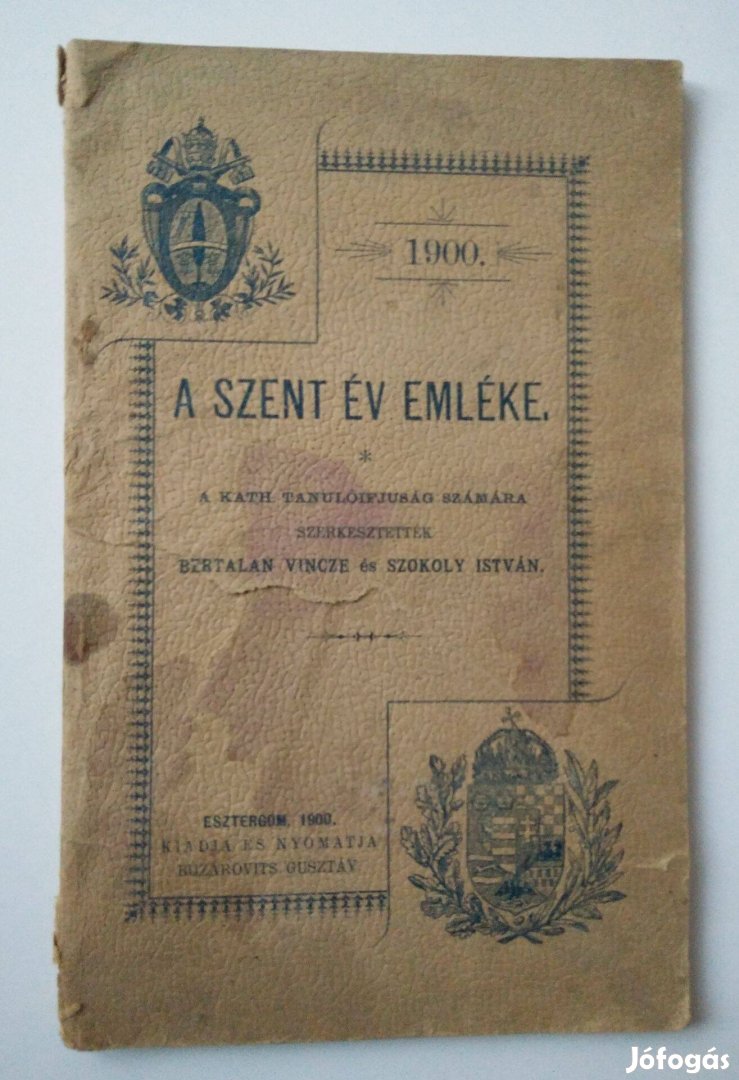 1900.
A SZENT ÉV EMLÉKE.
*
A KATH. TANULÓIFJUSÁG SZÁMÁRA
SZERKESZTETTÉK
BERTALAN VINCZE és SZOKOLY ISTVÁN.
ESZTERGOM, 1900.
KIADJA ÉS NYOMATJA
BUZÁROVITS GUSZTÁV
Jófogás